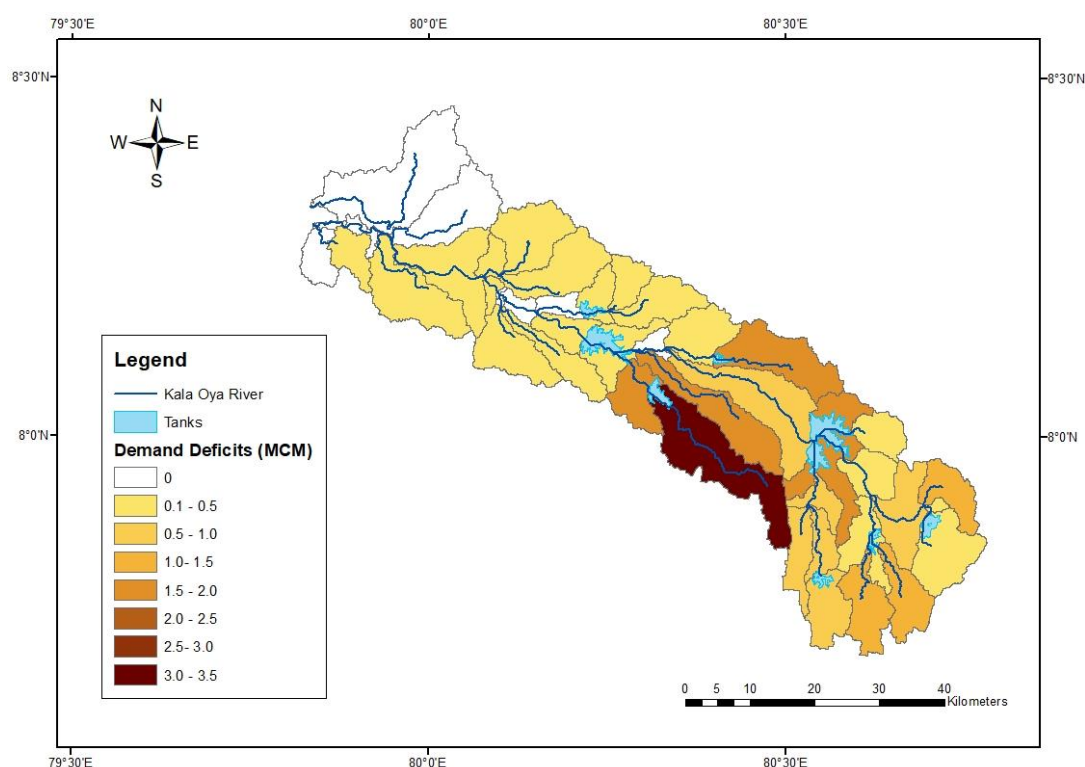 79°30'E 80°0'E 80°30'E
8°30'N 8°30'N
N
W E
S
Legend
Kala Oya River
Tanks
Demand Deficits (MCM)
0
0.1 - 0.5
0.5 - 1.0
1.0- 1.5
1.5 - 2.0
2.0 - 2.5
2.5- 3.0
3.0 - 3.5
8°0'N 8°0'N
0 5 10 20 30 40
Kilometers
79°30'E 80°0'E 80°30'E